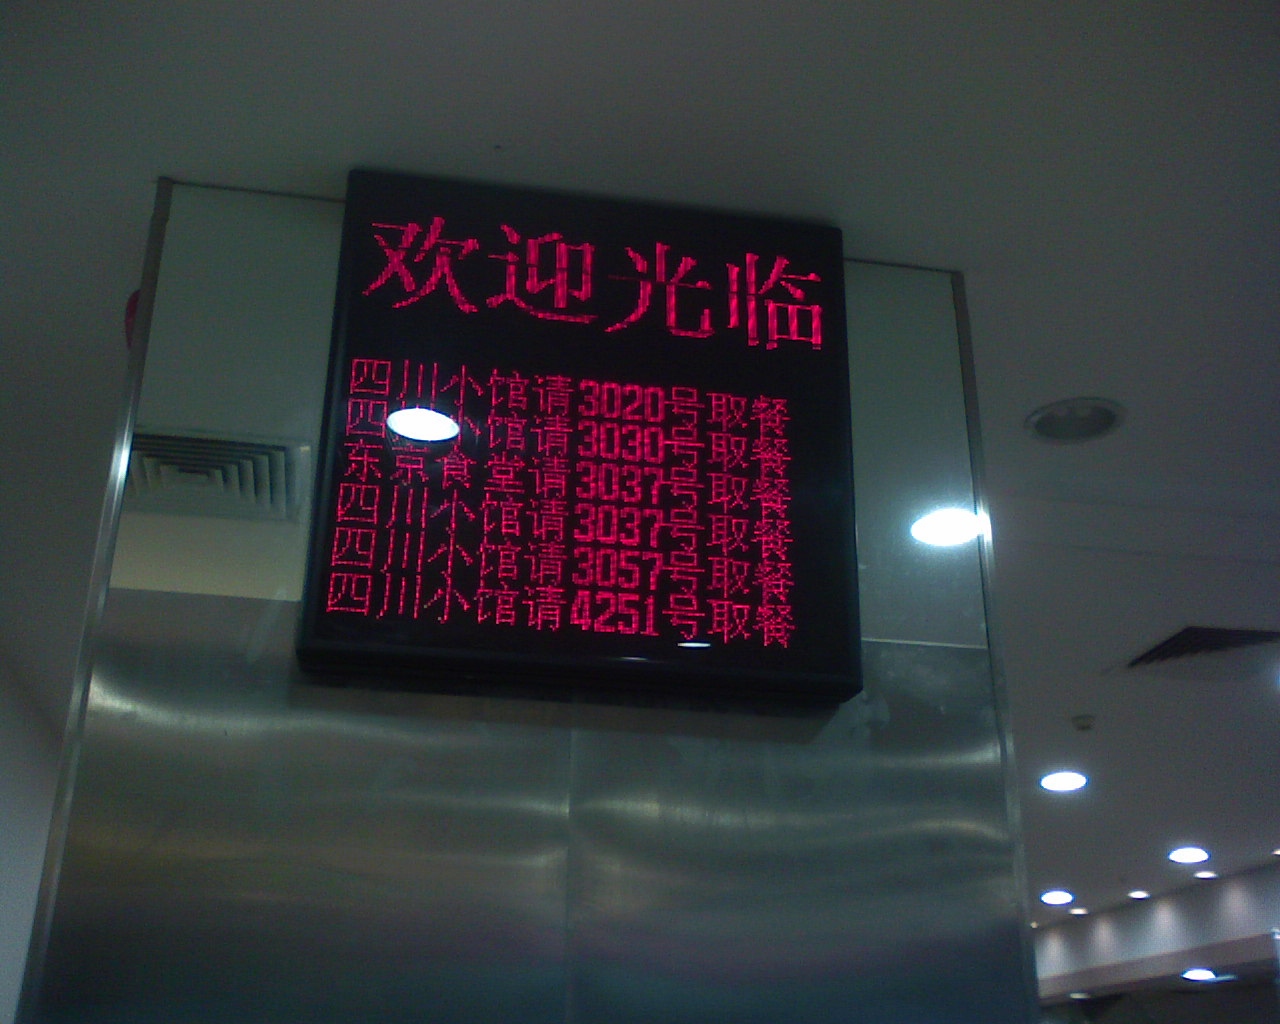 欢迎光临
四川小馆请3020号取餐
四川小馆请3030号取餐
东京食堂请3037号取餐
四川小馆请3037号取餐
四川小馆请3057号取餐
四川小馆请4251号取餐